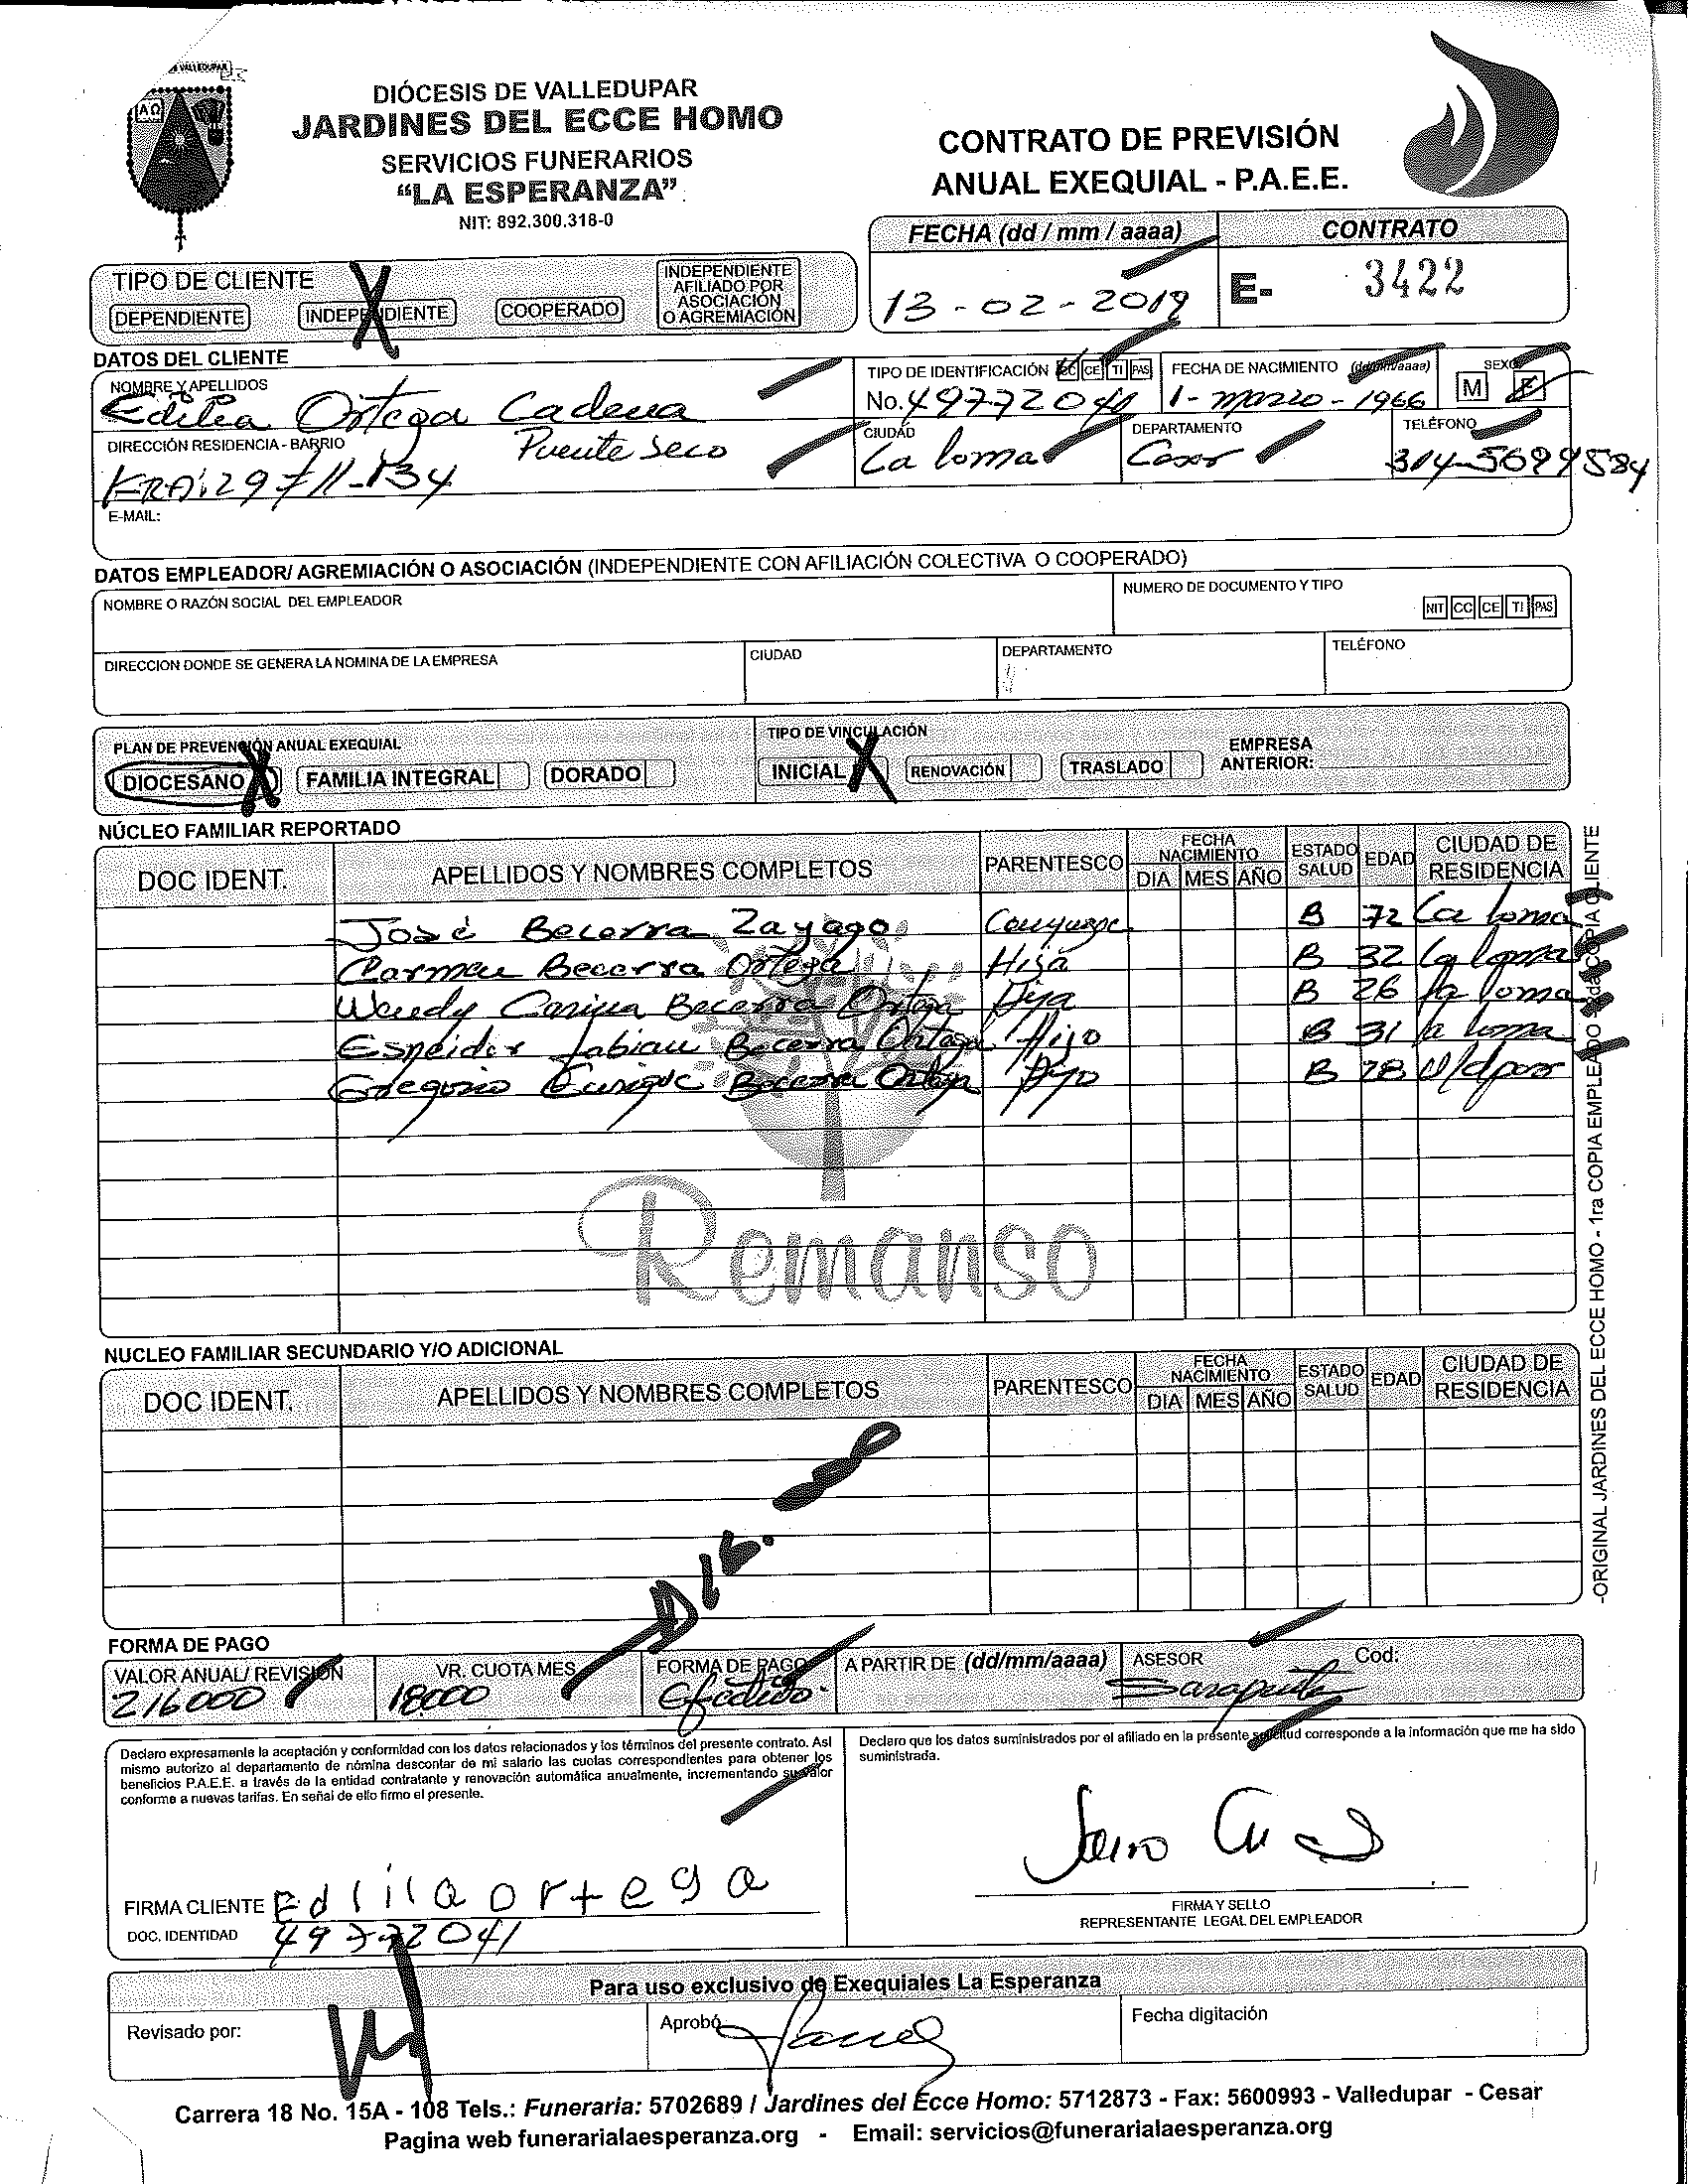 DIÓCESIS DE VALLEDUPAR
JARDINES DEL ECCE HOMO
SERVICIOS FUNERARIOS
“LA ESPERANZA”
NIT: 892.300.318-0
CONTRATO DE PREVISIÓN
ANUAL EXEQUIAL - P.A.E.E.
FECHA (dd / mm / aaaa) CONTRATO
13-02-2019 E- 3422
TIPO DE CLIENTE
DEPENDIENTE INDEPENDIENTE COOPERADO INDEPENDIENTE AFILIADO POR ASOCIACIÓN O AGREMIACIÓN
DATOS DEL CLIENTE
NOMBRE Y APELLIDOS TIPO DE IDENTIFICACIÓN CC CE TI PAS FECHA DE NACIMIENTO (dd/mm/aaaa) SEXO
Edilia Ortega Cadena No. 49772041 1-marzo-1966 M F
DIRECCIÓN RESIDENCIA - BARRIO CIUDAD DEPARTAMENTO TELÉFONO
KRA:29 # 11-134 Puente Seco La loma Cesar 314-5699584
E-MAIL:
DATOS EMPLEADOR/ AGREMIACIÓN O ASOCIACIÓN (INDEPENDIENTE CON AFILIACIÓN COLECTIVA O COOPERADO)
NOMBRE O RAZÓN SOCIAL DEL EMPLEADOR NUMERO DE DOCUMENTO Y TIPO
NIT CC CE TI PAS
DIRECCION DONDE SE GENERA LA NOMINA DE LA EMPRESA CIUDAD DEPARTAMENTO TELÉFONO
PLAN DE PREVENCIÓN ANUAL EXEQUIAL TIPO DE VINCULACIÓN
DIOCESANO FAMILIA INTEGRAL DORADO INICIAL RENOVACIÓN TRASLADO EMPRESA ANTERIOR:
NÚCLEO FAMILIAR REPORTADO
DOC IDENT. APELLIDOS Y NOMBRES COMPLETOS PARENTESCO FECHA NACIMIENTO DIA MES AÑO ESTADO SALUD EDAD CIUDAD DE RESIDENCIA
José Becerra Zayago Conyuge B 72 La loma
Carmen Becerra Ortega Hija B 32 La loma
Wendy Carina Becerra Ortega Hija B 26 La loma
Esneider fabian Becerra Ortega Hijo B 31 la loma
Gregorio Enrique Becerra Ortega Hijo B 28 V/dpar
Remanso
NUCLEO FAMILIAR SECUNDARIO Y/O ADICIONAL
DOC IDENT. APELLIDOS Y NOMBRES COMPLETOS PARENTESCO FECHA NACIMIENTO DIA MES AÑO ESTADO SALUD EDAD CIUDAD DE RESIDENCIA
FORMA DE PAGO
VALOR ANUAL/ REVISIÓN VR. CUOTA MES FORMA DE PAGO A PARTIR DE (dd/mm/aaaa) ASESOR Cod:
216000 18000 Efectivo.
Declaro expresamente la aceptación y conformidad con los datos relacionados y los términos del presente contrato. Así
mismo autorizo al departamento de nómina descontar de mi salario las cuotas correspondientes para obtener los
beneficios P.A.E.E. a través de la entidad contratante y renovación automática anualmente, incrementando su valor
conforme a nuevas tarifas. En señal de ello firmo el presente.
Declaro que los datos suministrados por el afiliado en la presente solicitud corresponde a la información que me ha sido
suministrada.
FIRMA CLIENTE Edlila ortega
DOC. IDENTIDAD 49772041
FIRMA Y SELLO
REPRESENTANTE LEGAL DEL EMPLEADOR
Para uso exclusivo de Exequiales La Esperanza
Revisado por: Aprobó Fecha digitación
Carrera 18 No. 15A - 108 Tels.: Funeraria: 5702689 / Jardines del Ecce Homo: 5712873 - Fax: 5600993 - Valledupar - Cesar
Pagina web funerarialaesperanza.org - Email: servicios@funerarialaesperanza.org
-ORIGINAL JARDINES DEL ECCE HOMO - 1ra COPIA EMPLEADO 2da COPIA CLIENTE